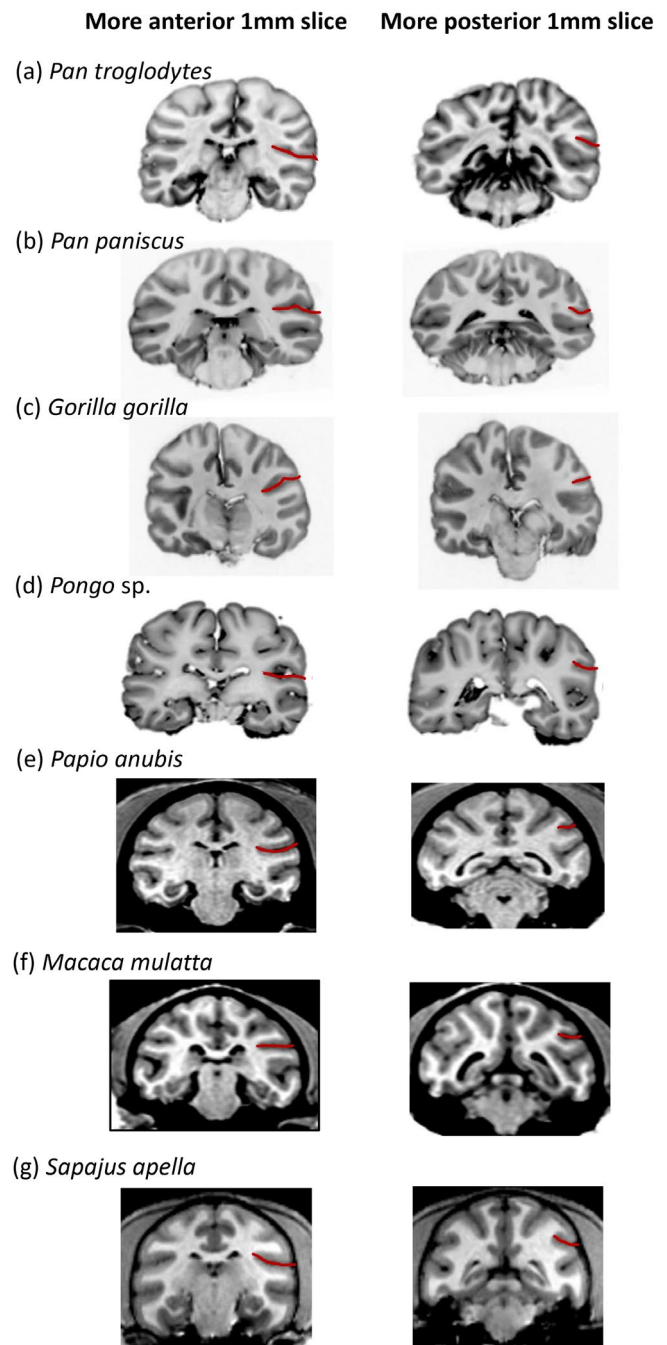 More anterior 1mm slice More posterior 1mm slice
(a) Pan troglodytes
(b) Pan paniscus
(c) Gorilla gorilla
(d) Pongo sp.
(e) Papio anubis
(f) Macaca mulatta
(g) Sapajus apella